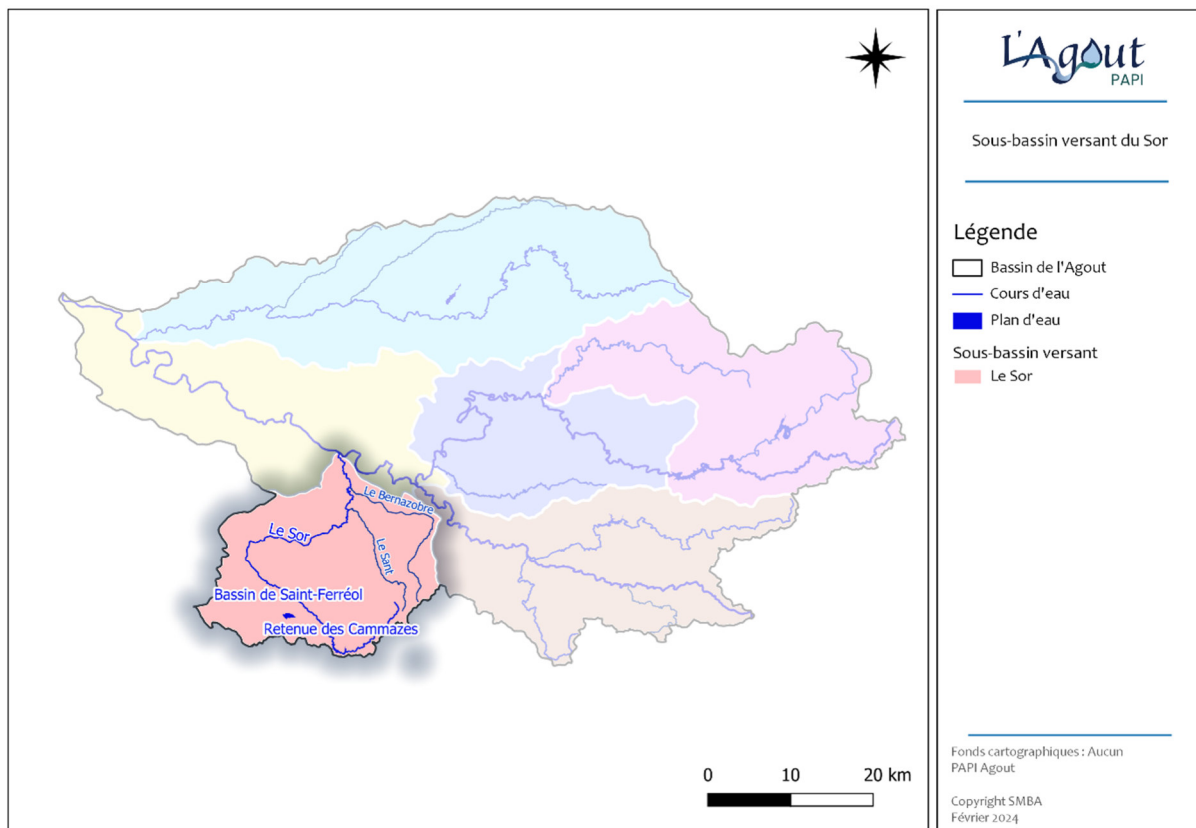 L'Agout
PAPI
Sous-bassin versant du Sor
Légende
Bassin de l'Agout
Cours d'eau
Plan d'eau
Sous-bassin versant
Le Sor
Le Bernazobre
Le Sor
Le Sant
Bassin de Saint-Ferréol
Retenue des Cammazes
0 10 20 km
Fonds cartographiques : Aucun
PAPI Agout
Copyright SMBA
Février 2024